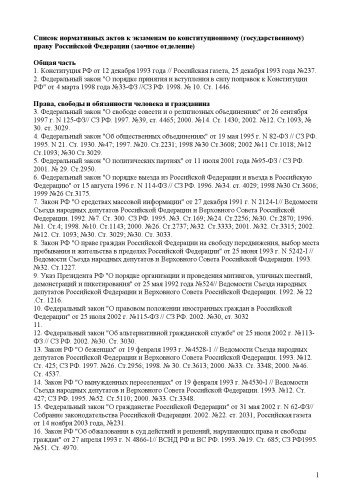 Список нормативных актов к экзаменам по конституционному (государственному)
праву Российской Федерации (заочное отделение)
Общая часть
1. Конституция РФ от 12 декабря 1993 года // Российская газета, 25 декабря 1993 года №237.
2. Федеральный закон "О порядке принятия и вступления в силу поправок к Конституции
РФ" от 4 марта 1998 года №33-ФЗ //СЗ РФ. 1998. № 10. Ст. 1446.
Права, свободы и обязанности человека и гражданина
3. Федеральный закон "О свободе совести и о религиозных объединениях" от 26 сентября
1997 г. N 125-ФЗ// СЗ РФ. 1997. №39, ст. 4465; 2000. №14. Ст. 1430; 2002. №12. Ст.1093; №
30. ст. 3029.
4. Федеральный закон "Об общественных объединениях" от 19 мая 1995 г. N 82-ФЗ // СЗ РФ.
1995. N 21. Ст. 1930. №47; 1997. №20. Ст.2231; 1998 №30 Ст.3608; 2002 №11 Ст.1018; №12
Ст.1093; №30 Ст.3029.
5. Федеральный закон "О политических партиях" от 11 июля 2001 года №95-ФЗ / СЗ РФ.
2001. № 29. Ст.2950.
6. Федеральный закон "О порядке выезда из Российской Федерации и въезда в Российскую
Федерацию" от 15 августа 1996 г. N 114-ФЗ // СЗ РФ. 1996. №34. ст. 4029; 1998 №30 Ст.3606;
1999 №26 Ст.3175.
7. Закон РФ "О средствах массовой информации" от 27 декабря 1991 г. N 2124-1// Ведомости
Съезда народных депутатов Российской Федерации и Верховного Совета Российской
Федерации. 1992. №7. Ст. 300, СЗ РФ. 1995. №3. Ст.169; №24. Ст.2256; №30. Ст.2870; 1996.
№1. Ст.4, 1998. №10. Ст.1143; 2000. №26. Ст.2737; №32. Ст.3333; 2001. №32. Ст.3315; 2002.
№12. Ст. 1093; №30. Ст. 3029; №30. Ст. 3033.
8. Закон РФ "О праве граждан Российской Федерации на свободу передвижения, выбор места
пребывания и жительства в пределах Российской Федерации" от 25 июня 1993 г. N 5242-1 //
Ведомости Съезда народных депутатов и Верховного Совета Российской Федерации. 1993.
№32. Ст.1227.
9. Указ Президента РФ "О порядке организации и проведения митингов, уличных шествий,
демонстраций и пикетирования" от 25 мая 1992 года №524// Ведомости Съезда народных
депутатов Российской Федерации и Верховного Совета Российской Федерации. 1992. № 22
.Ст. 1216.
10. Федеральный закон "О правовом положении иностранных граждан в Российской
Федерации" от 25 июля 2002 г. №115-ФЗ // СЗ РФ. 2002. №30, ст. 3032
11.
12. Федеральный закон "Об альтернативной гражданской службе" от 25 июля 2002 г. №113-
ФЗ // СЗ РФ. 2002. №30. Ст. 3030.
13. Закон РФ "О беженцах" от 19 февраля 1993 г. №4528-1 // Ведомости Съезда народных
депутатов Российской Федерации и Верховного Совета Российской Федерации. 1993. №12.
Ст. 425; СЗ РФ. 1997. №26. Ст.2956; 1998. № 30. Ст.3613; 2000. №33. Ст. 3348; 2000. №46.
Ст. 4537.
14. Закон РФ "О вынужденных переселенцах" от 19 февраля 1993 г. №4530-I // Ведомости
Съезда народных депутатов и Верховного Совета Российской Федерации. 1993. №12. Ст.
427; СЗ РФ. 1995. №52. Ст.5110; 2000. №33. Ст.3348.
15. Федеральный закон "О гражданстве Российской Федерации" от 31 мая 2002 г. N 62-ФЗ//
Собрание законодательства Российской Федерации. 2002. №22. ст. 2031, Российская газета
от 14 ноября 2003 года, №231.
16. Закон РФ "Об обжаловании в суд действий и решений, нарушающих права и свободы
граждан" от 27 апреля 1993 г. N 4866-1// ВСНД РФ и ВС РФ. 1993. №19. Ст. 685; СЗ РФ1995.
№51. Ст. 4970.
1